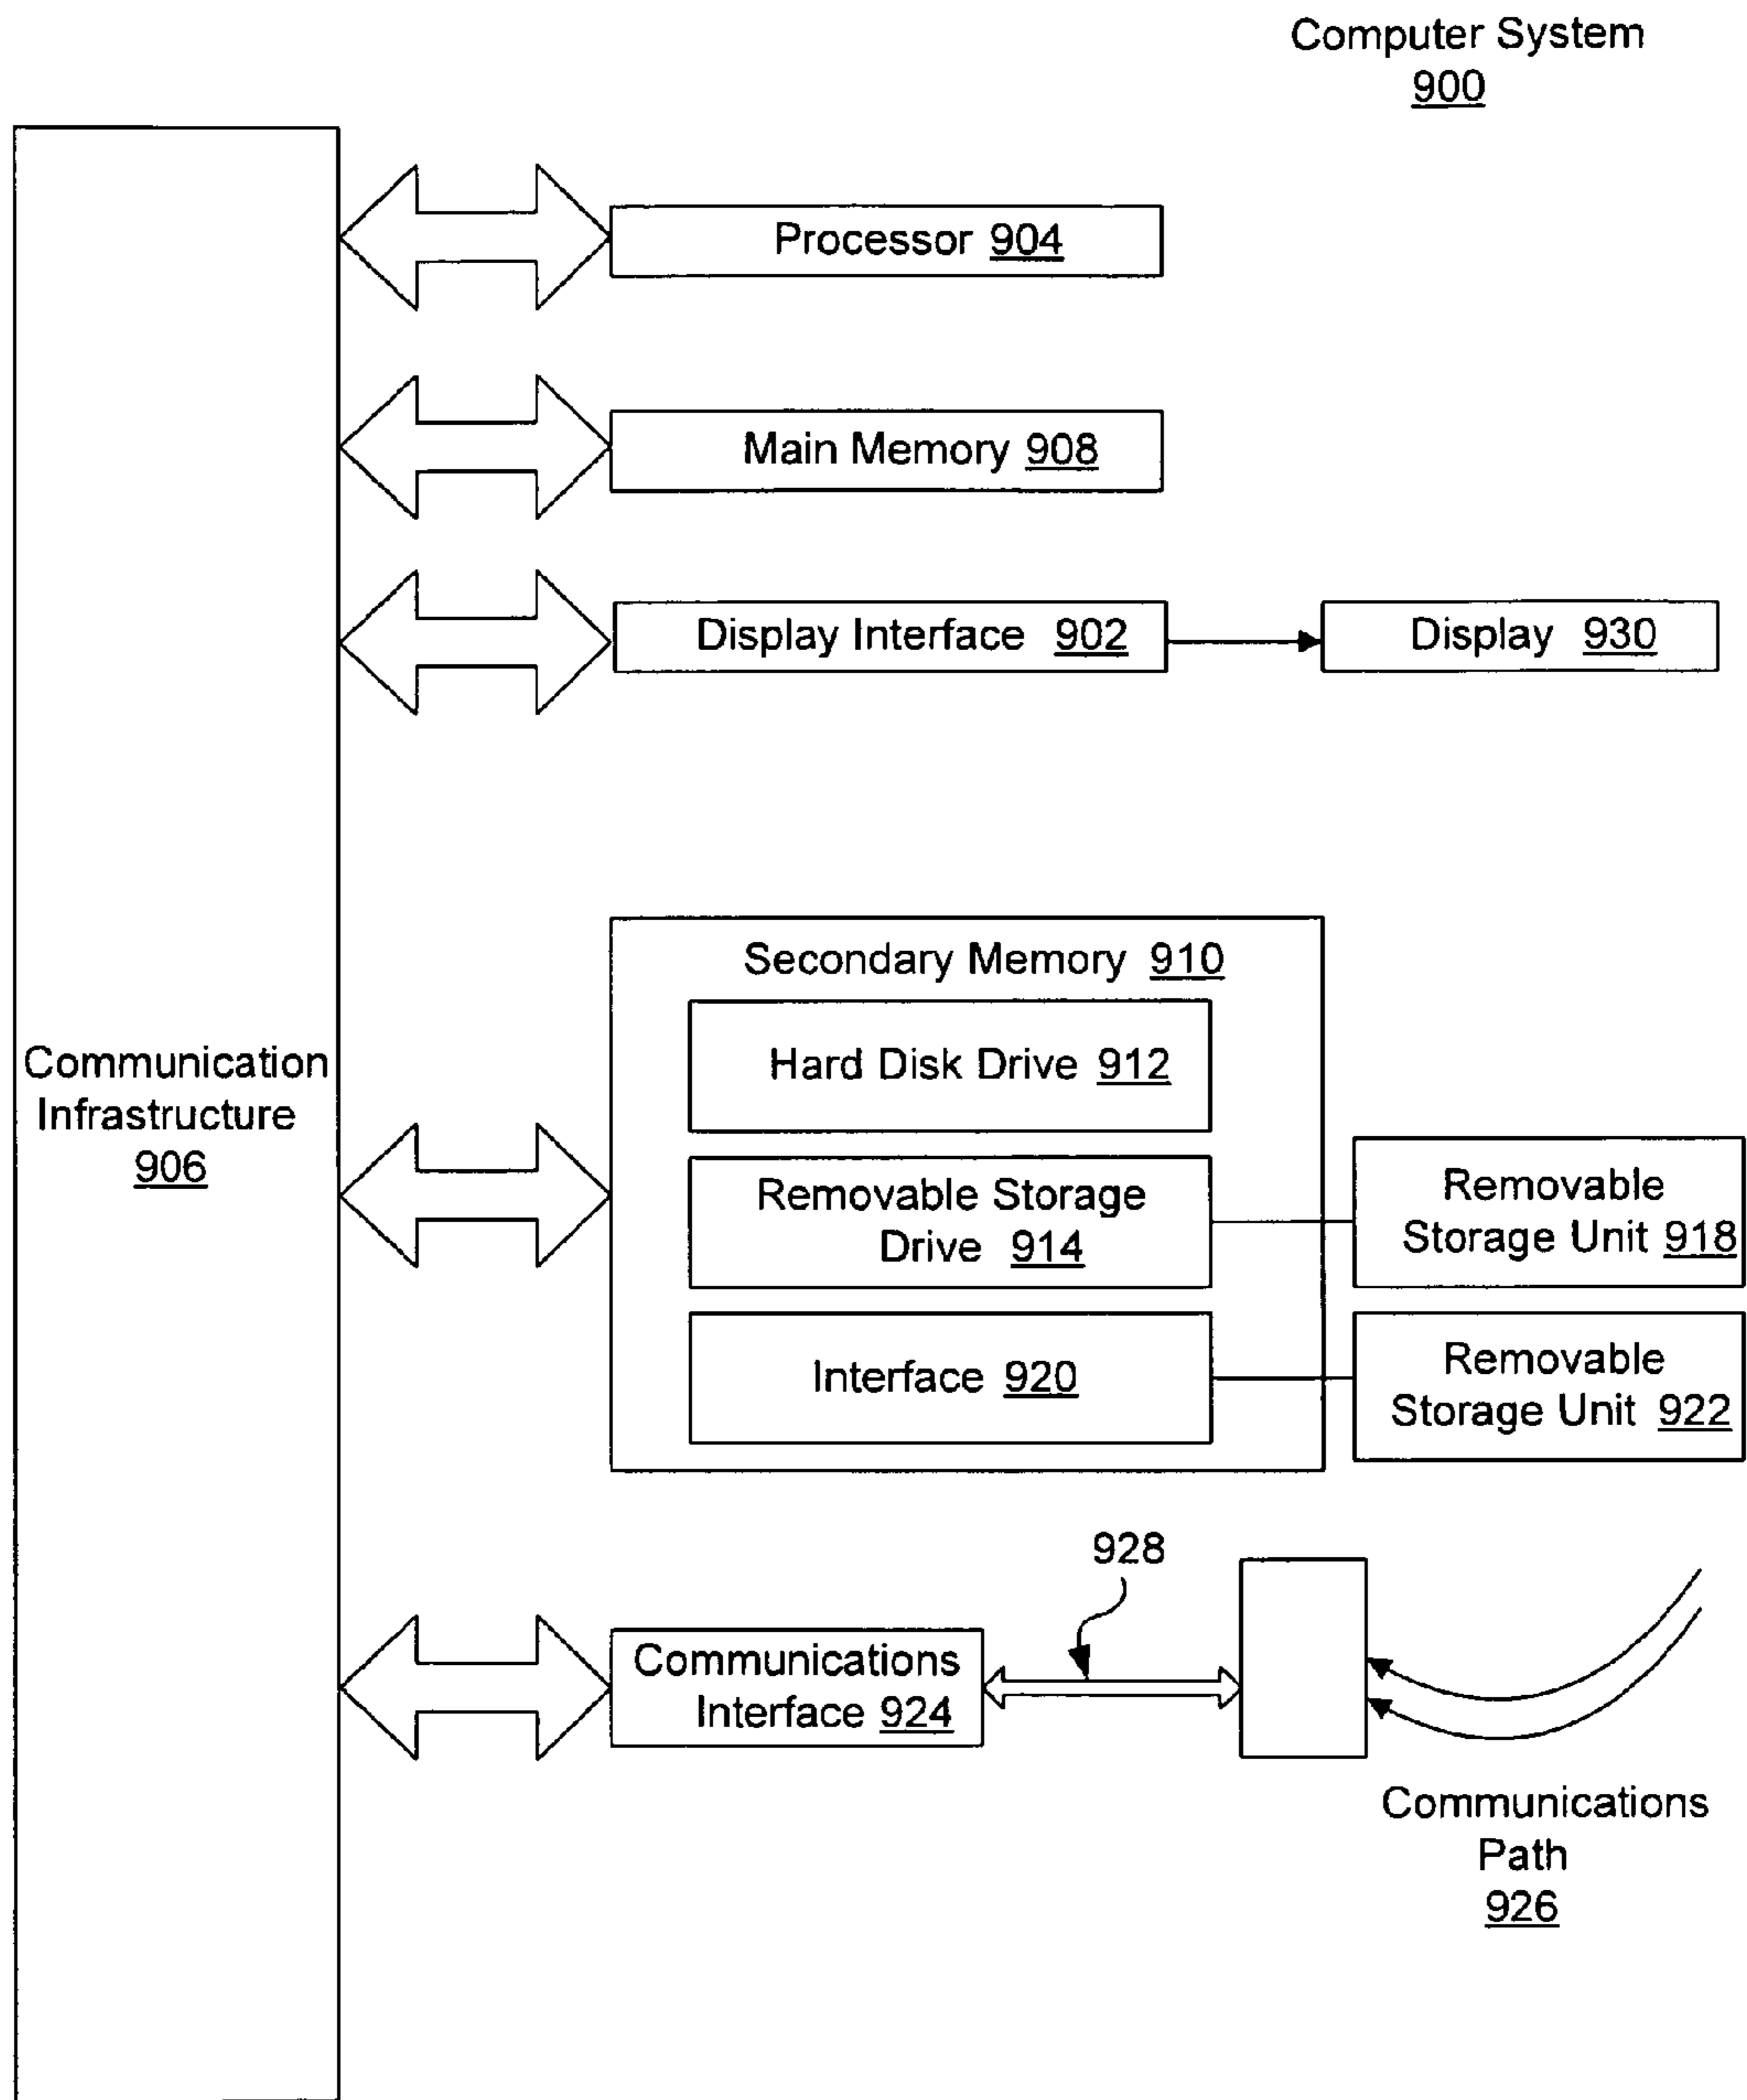 Computer System
900
Processor 904
Main Memory 908
Display Interface 902
Display 930
Secondary Memory 910
Hard Disk Drive 912
Communication
Infrastructure
906
Removable Storage
Drive 914
Removable
Storage Unit 918
Interface 920
Removable
Storage Unit 922
928
Communications
Interface 924
Communications
Path
926